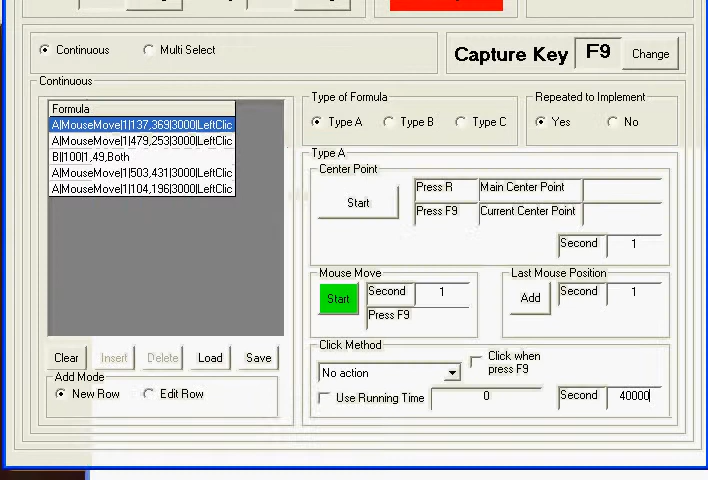 Continuous
Multi Select
Capture Key
F9
Change
Continuous
Formula
A|MouseMove|1|137,369|3000|LeftClic
A|MouseMove|1|479,253|3000|LeftClic
B||100|1,49,Both
A|MouseMove|1|503,431|3000|LeftClic
A|MouseMove|1|104,196|3000|LeftClic
Clear
Insert
Delete
Load
Save
Add Mode
New Row
Edit Row
Type of Formula
Type A
Type B
Type C
Repeated to Implement
Yes
No
Type A
Center Point
Start
Press R
Main Center Point
Press F9
Current Center Point
Second
1
Mouse Move
Start
Second
1
Press F9
Last Mouse Position
Add
Second
1
Click Method
No action
Click when
press F9
Use Running Time
0
Second
40000